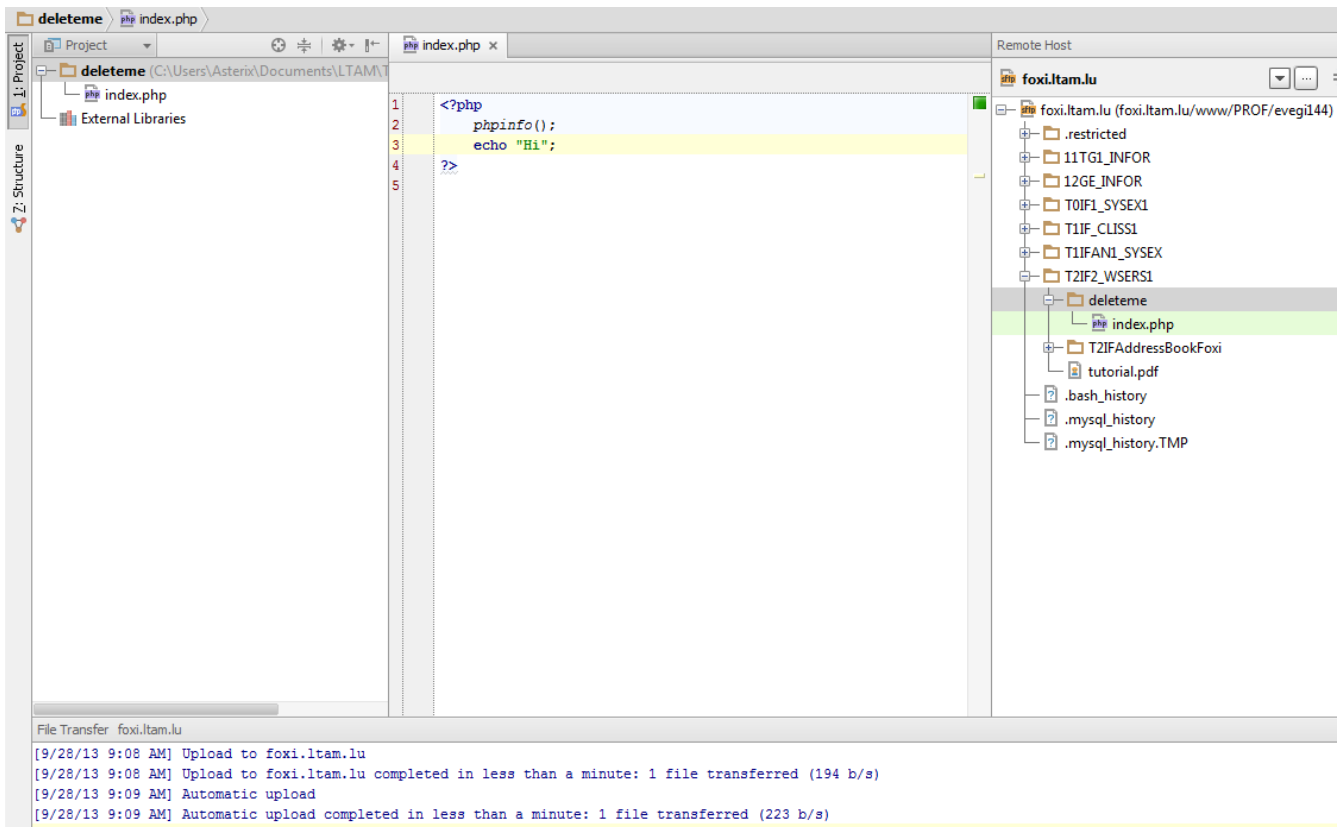 deleteme index.php
1: Project
Z: Structure
Project
deleteme (C:\Users\Asterix\Documents\LTAM\T
index.php
External Libraries
index.php
1 <?php
2 phpinfo();
3 echo "Hi";
4 ?>
5
Remote Host
foxi.ltam.lu
foxi.ltam.lu (foxi.ltam.lu/www/PROF/evegi144)
.restricted
11TG1_INFOR
12GE_INFOR
T0IF1_SYSEX1
T1IF_CLISS1
T1IFAN1_SYSEX
T2IF2_WSERS1
deleteme
index.php
T2IFAddressBookFoxi
tutorial.pdf
.bash_history
.mysql_history
.mysql_history.TMP
File Transfer foxi.ltam.lu
[9/28/13 9:08 AM] Upload to foxi.ltam.lu
[9/28/13 9:08 AM] Upload to foxi.ltam.lu completed in less than a minute: 1 file transferred (194 b/s)
[9/28/13 9:09 AM] Automatic upload
[9/28/13 9:09 AM] Automatic upload completed in less than a minute: 1 file transferred (223 b/s)